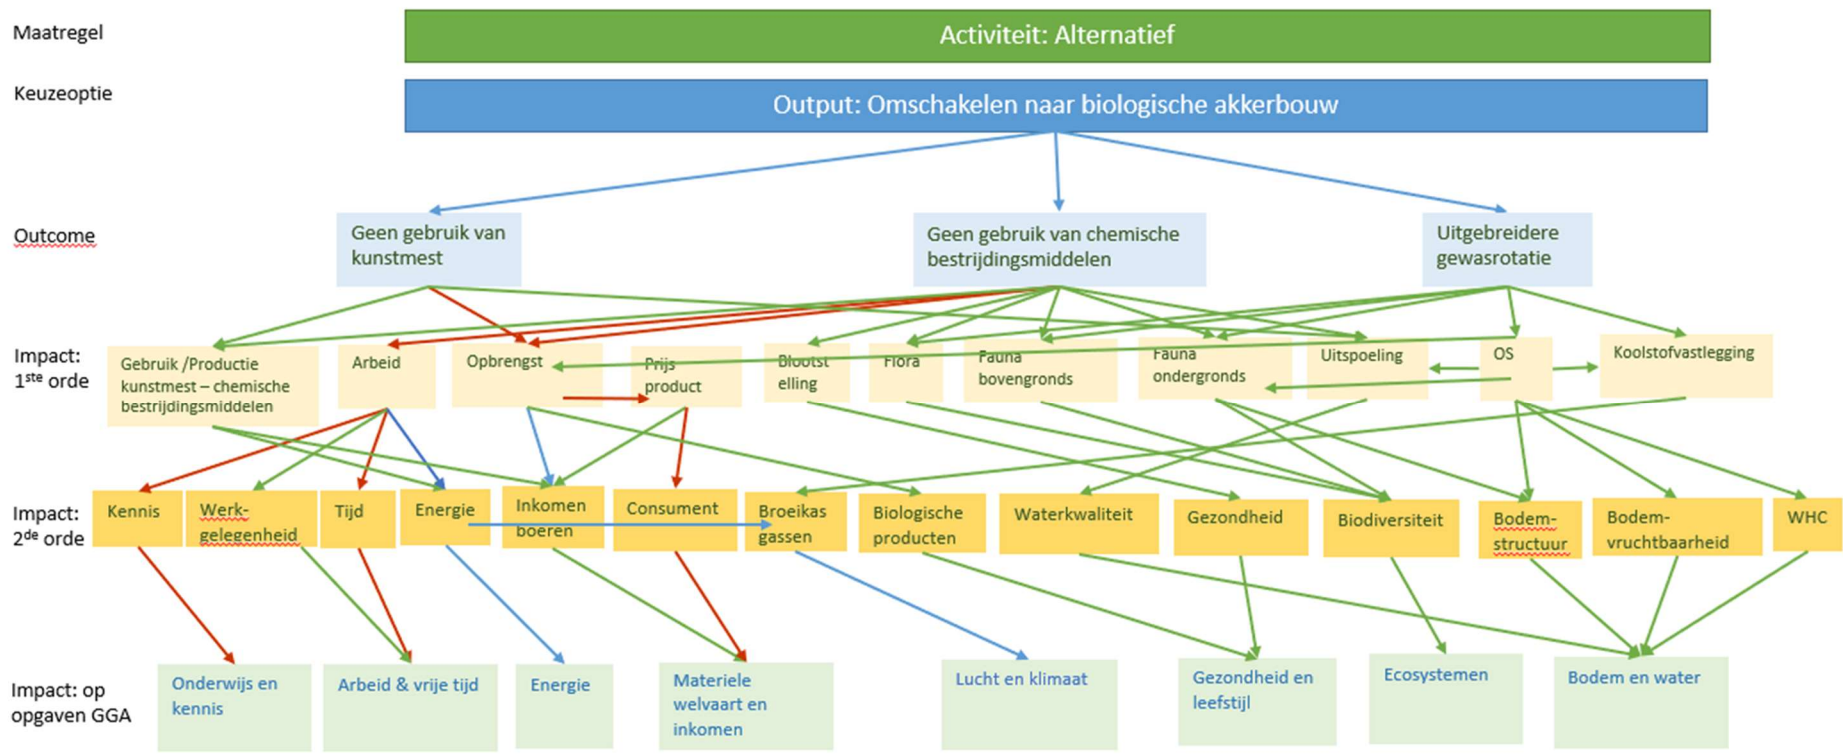 Maatregel
Activiteit: Alternatief
Keuzeoptie
Output: Omschakelen naar biologische akkerbouw
Outcome
Geen gebruik van
kunstmest
Geen gebruik van chemische
bestrijdingsmiddelen
Uitgebreidere
gewasrotatie
Impact:
1ste orde
Gebruik /Productie
kunstmest – chemische
bestrijdingsmiddelen
Arbeid
Opbrengst
Prijs
product
Blootst
elling
Flora
Fauna
bovengronds
Fauna
ondergronds
Uitspoeling
OS
Koolstofvastlegging
Impact:
2de orde
Kennis
Werk-
gelegenheid
Tijd
Energie
Inkomen
boeren
Consument
Broeikas
gassen
Biologische
producten
Waterkwaliteit
Gezondheid
Biodiversiteit
Bodem-
structuur
Bodem-
vruchtbaarheid
WHC
Impact: op
opgaven GGA
Onderwijs en
kennis
Arbeid & vrije tijd
Energie
Materiele
welvaart en
inkomen
Lucht en klimaat
Gezondheid en
leefstijl
Ecosystemen
Bodem en water